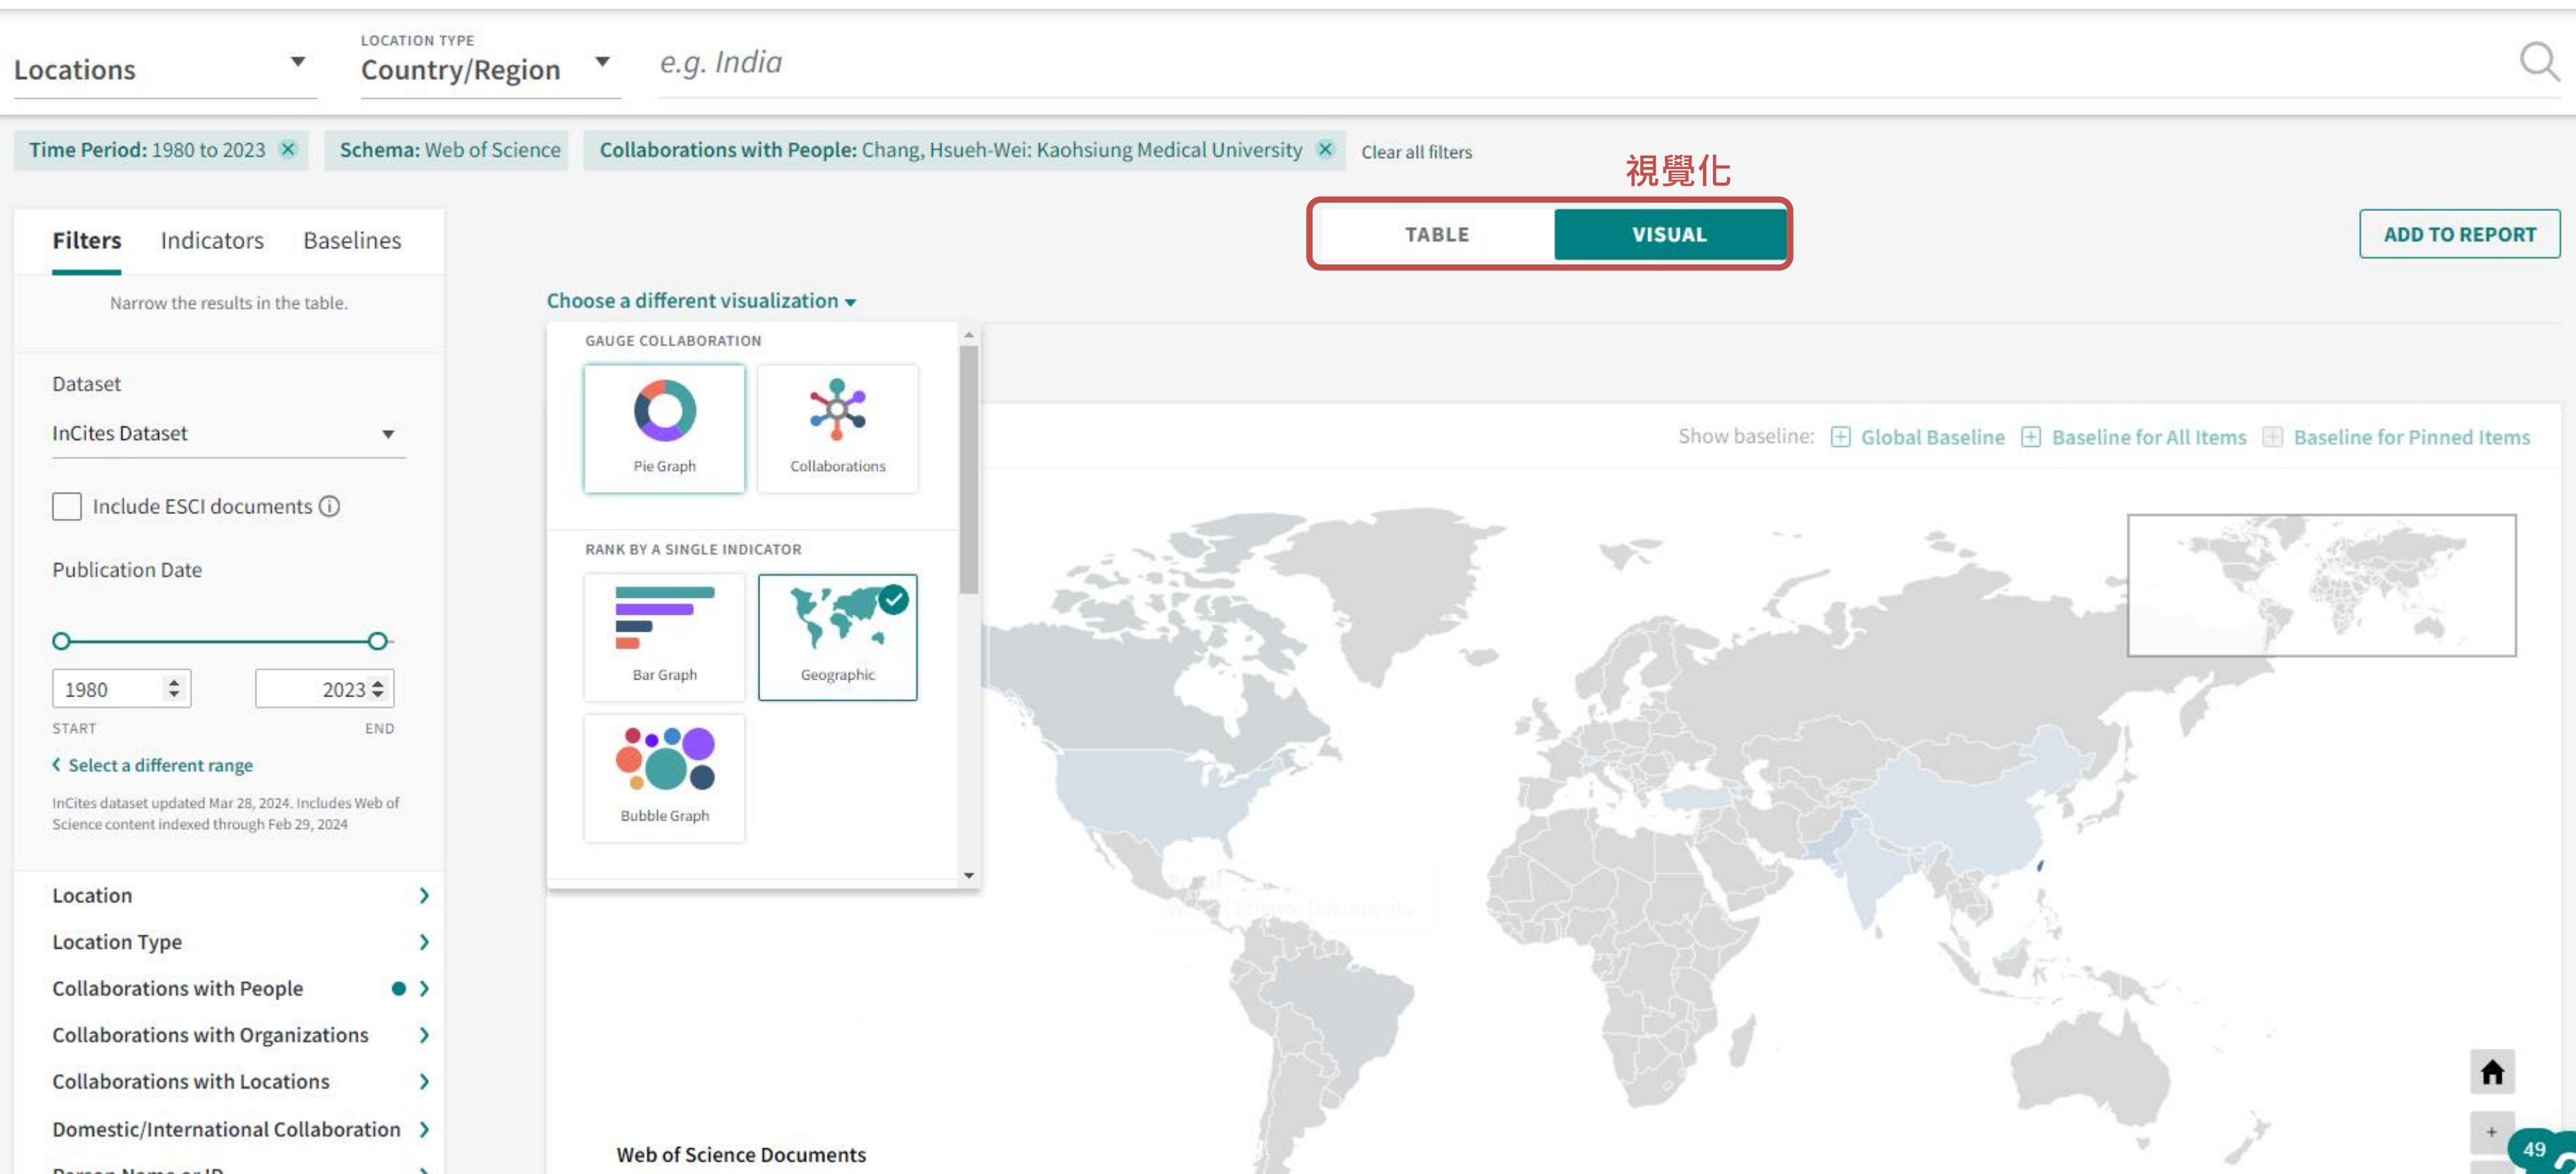 LOCATION TYPE
Locations
Country/Region
e.g. India
Time Period: 1980 to 2023
Schema: Web of Science
Collaborations with People: Chang, Hsueh-Wei: Kaohsiung Medical University
Clear all filters
視覺化
Filters
Indicators
Baselines
TABLE
VISUAL
ADD TO REPORT
Narrow the results in the table.
Dataset
InCites Dataset
Include ESCI documents
Publication Date
1980
2023
START
END
Select a different range
InCites dataset updated Mar 28, 2024. Includes Web of
Science content indexed through Feb 29, 2024
Location
Location Type
Collaborations with People
Collaborations with Organizations
Collaborations with Locations
Domestic/International Collaboration
Person Name or ID
Choose a different visualization
GAUGE COLLABORATION
Pie Graph
Collaborations
RANK BY A SINGLE INDICATOR
Bar Graph
Geographic
Bubble Graph
Show baseline:
Global Baseline
Baseline for All Items
Baseline for Pinned Items
Web of Science Documents
+
49